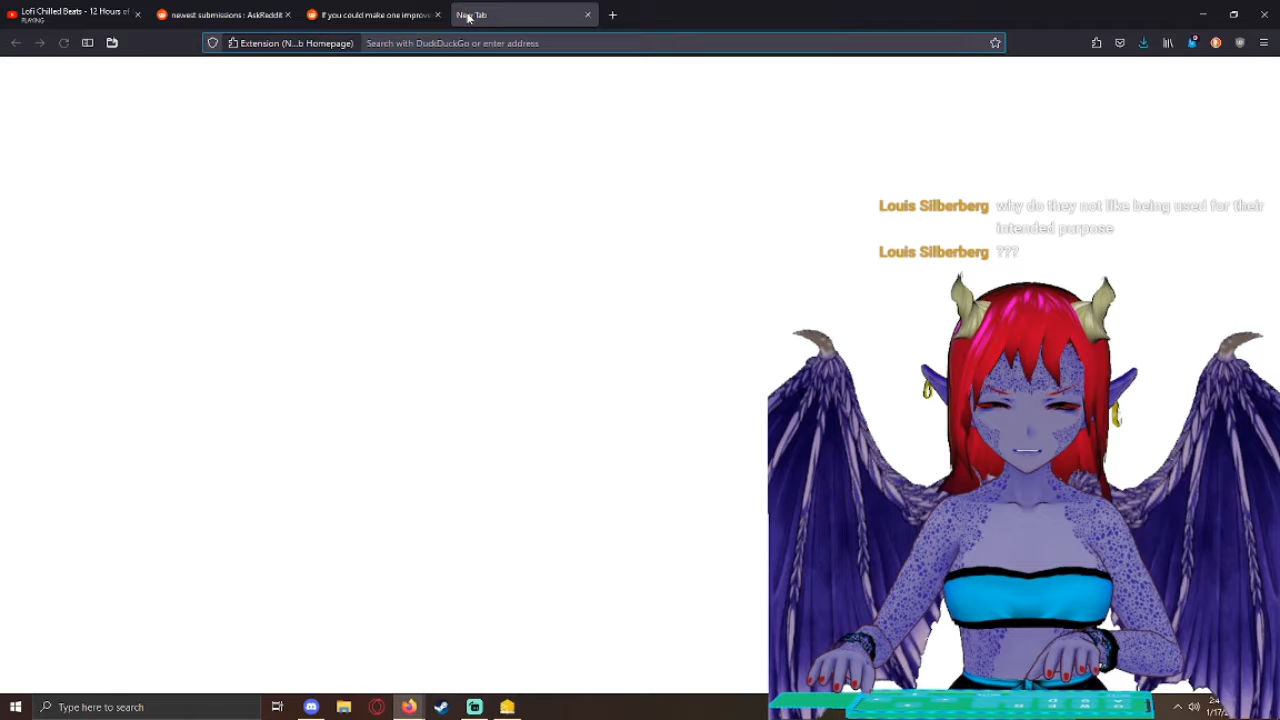 Lofi Chilled Beats - 12 Hours of
PLAYING
newest submissions : AskReddit
If you could make one improve
New Tab
Extension (N...b Homepage)
Search with DuckDuckGo or enter address
Louis Silberberg why do they not like being used for their
intended purpose
Louis Silberberg ???
Type here to search